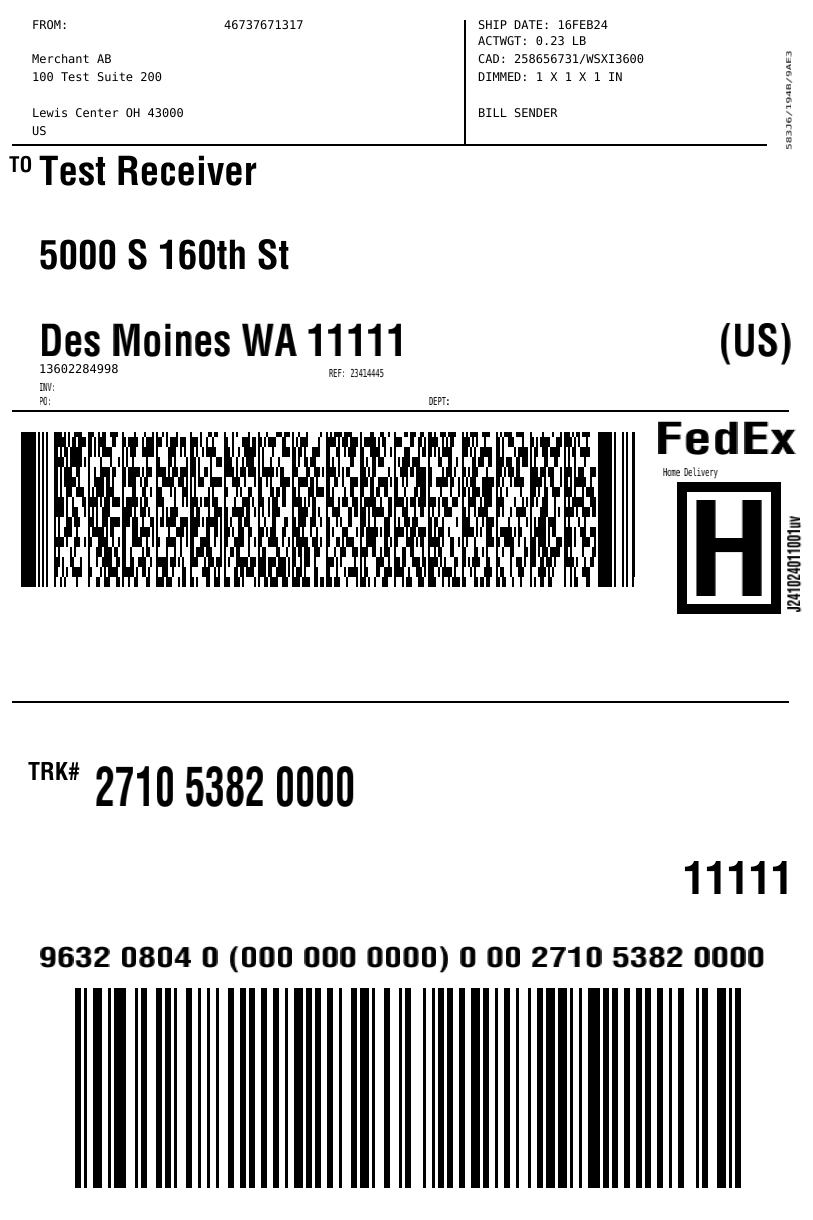 FROM: 46737671317
Merchant AB
100 Test Suite 200
Lewis Center OH 43000
US
SHIP DATE: 16FEB24
ACTWGT: 0.23 LB
CAD: 258656731/WSXI3600
DIMMED: 1 X 1 X 1 IN
BILL SENDER
583J6/194B/9AE3
TO Test Receiver
5000 S 160th St
Des Moines WA 11111 (US)
13602284998 REF: 23414445
INV:
PO: DEPT:
FedEx
Home Delivery
H
J241024011001uv
TRK# 2710 5382 0000
11111
9632 0804 0 (000 000 0000) 0 00 2710 5382 0000